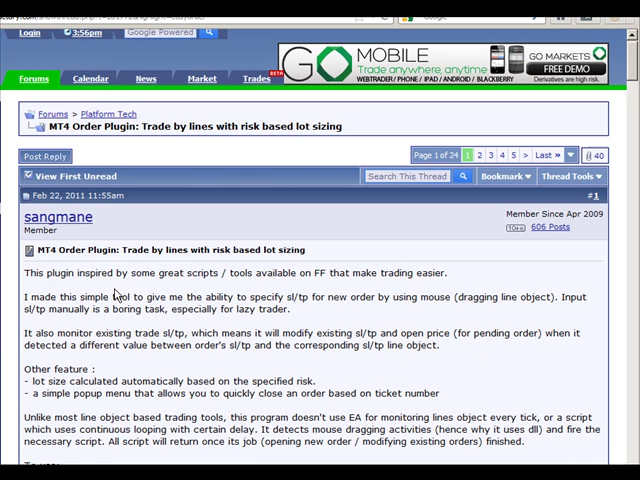 Login
3:56pm
Google Powered
GO MOBILE
Trade anywhere, anytime
WEBTRADER / PHONE / IPAD / ANDROID / BLACKBERRY
GO MARKETS
FREE DEMO
Derivatives are high risk.
Forums
Calendar
News
Market
Trades
BETA
Forums > Platform Tech
MT4 Order Plugin: Trade by lines with risk based lot sizing
Post Reply
Page 1 of 24 1 2 3 4 5 > Last »
40
View First Unread
Search This Thread
Bookmark
Thread Tools
Feb 22, 2011 11:55am
#1
sangmane
Member
Member Since Apr 2009
606 Posts
MT4 Order Plugin: Trade by lines with risk based lot sizing
This plugin inspired by some great scripts / tools available on FF that make trading easier.
I made this simple tool to give me the ability to specify sl/tp for new order by using mouse (dragging line object). Input
sl/tp manually is a boring task, especially for lazy trader.
It also monitor existing trade sl/tp, which means it will modify existing sl/tp and open price (for pending order) when it
detected a different value between order's sl/tp and the corresponding sl/tp line object.
Other feature :
- lot size calculated automatically based on the specified risk.
- a simple popup menu that allows you to quickly close an order based on ticket number
Unlike most line object based trading tools, this program doesn't use EA for monitoring lines object every tick, or a script
which uses continuous looping with certain delay. It detects mouse dragging activities (hence why it uses dll) and fire the
necessary script. All script will return once its job (opening new order / modifying existing orders) finished.